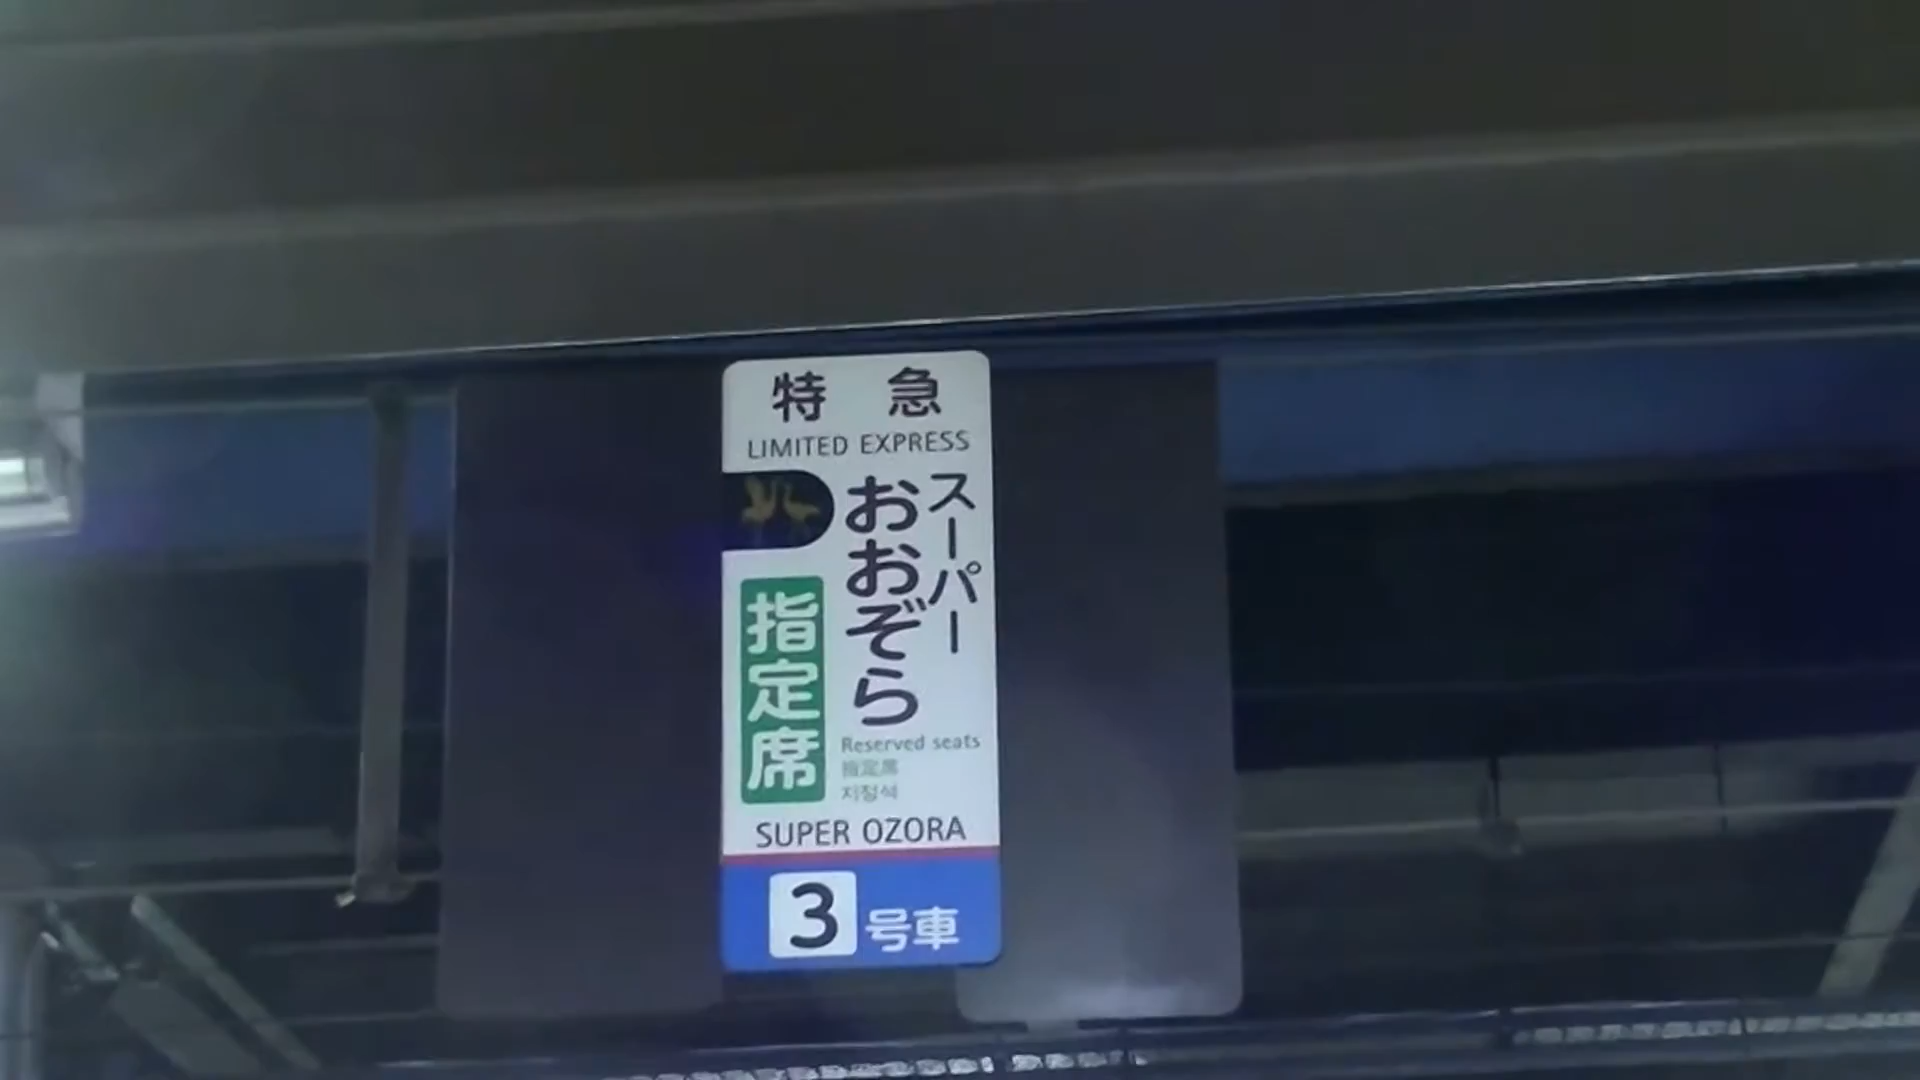 特急
LIMITED EXPRESS
スーパー
おおぞら
指定席
Reserved seats
指定席
지정석
SUPER OZORA
3号車